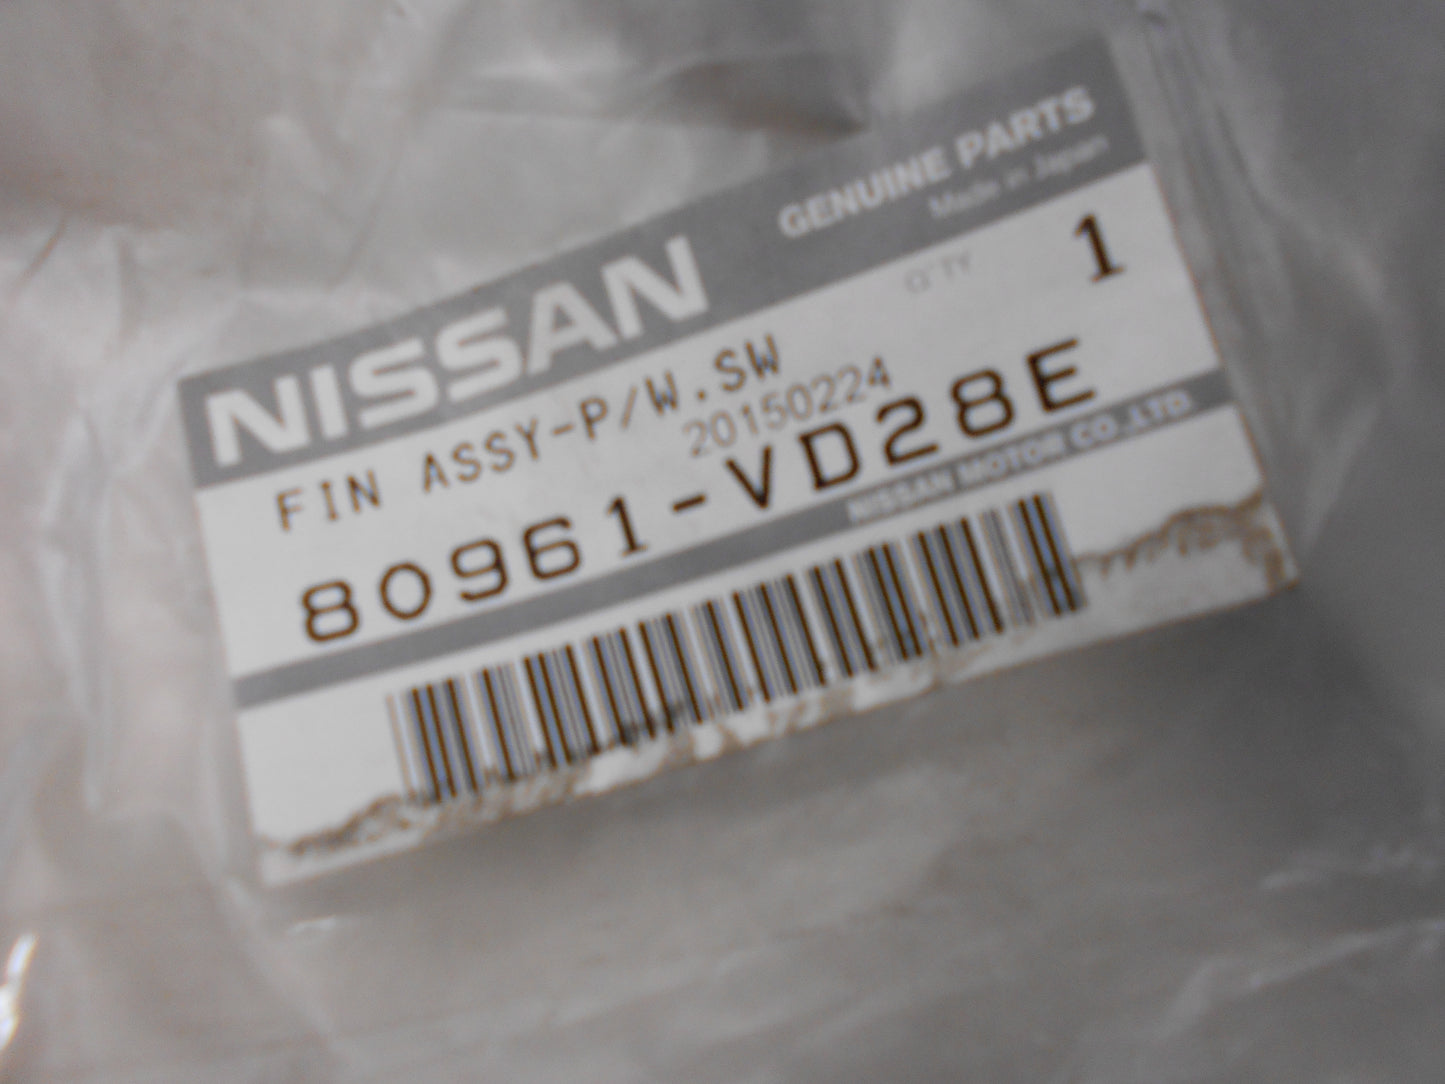 NISSAN
GENUINE PARTS
Made in Japan
Q'TY 1
FIN ASSY-P/W.SW
20150224
80961-VD28E
NISSAN MOTOR CO.,LTD